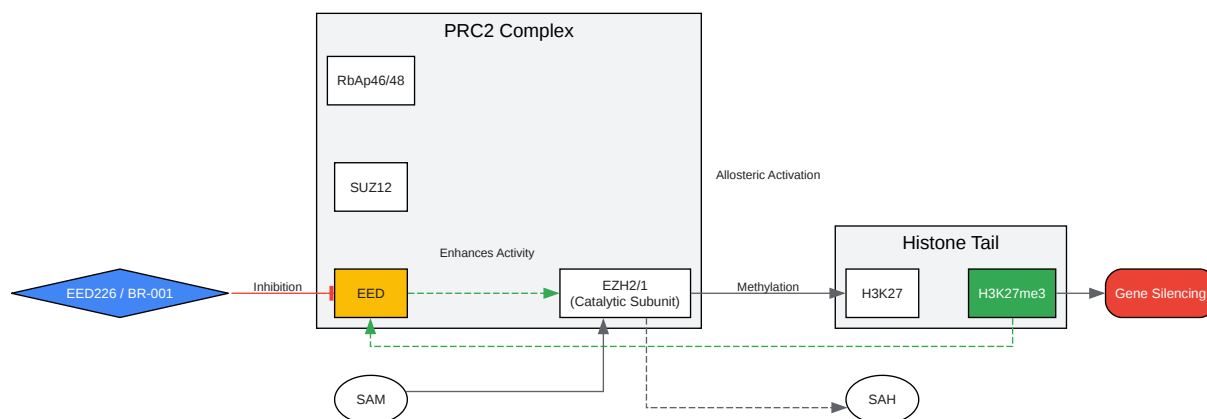 PRC2 Complex
RbAp46/48
SUZ12
Allosteric Activation
Enhances Activity
Histone Tail
EED226 / BR-001
Inhibition
EED
EZH2/1
(Catalytic Subunit)
Methylation
H3K27
H3K27me3
Gene Silencing
SAM
SAH